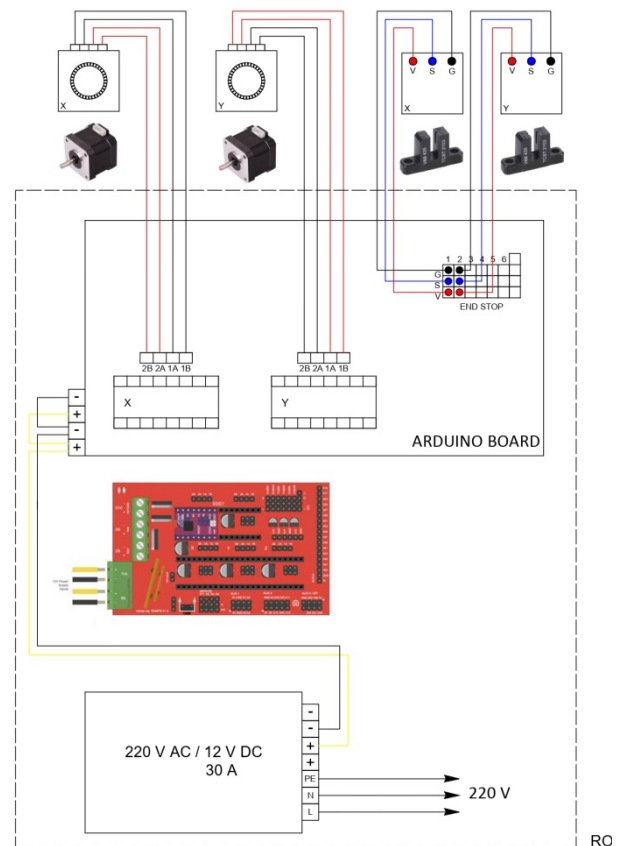 X
Y
V S G
X
V S G
Y
1 2 3 4 5 6
G
S
V
END STOP
2B 2A 1A 1B
2B 2A 1A 1B
X
Y
-
+
-
+
ARDUINO BOARD
220 V AC / 12 V DC
30 A
-
-
+
+
PE
N
L
220 V
RO